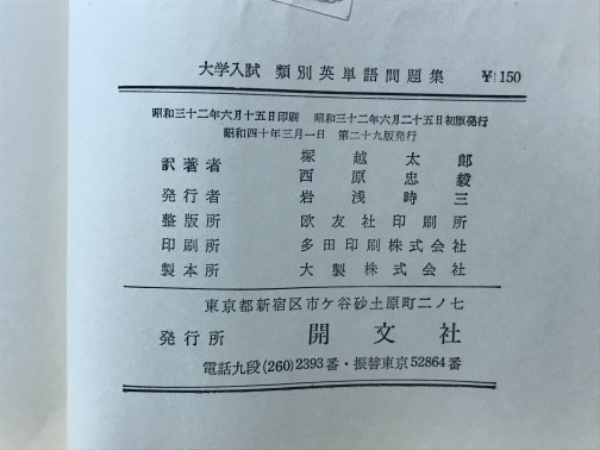 大学入試 類別英単語問題集 ¥150
昭和三十二年六月十五日印刷 昭和三十二年六月二十五日初版発行
昭和四十年三月一日 第二十九版発行
訳著者 塚越太郎
西原忠毅
発行者 岩浅時三
整版所 欧友社印刷所
印刷所 多田印刷株式会社
製本所 大製株式会社
東京都新宿区市ケ谷砂土原町二ノ七
発行所 開文社
電話九段(260)2393番・振替東京52864番